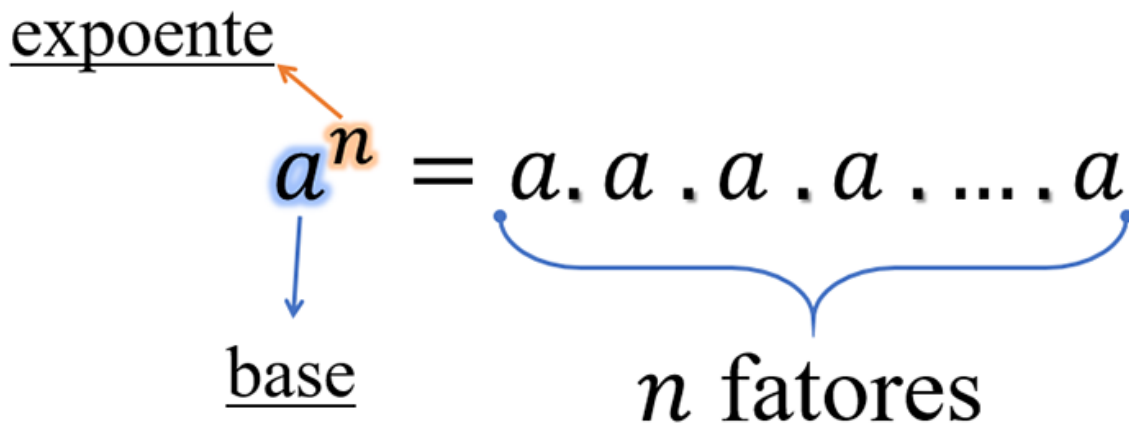 expoente
aⁿ = a. a . a . a . .... . a
base
n fatores